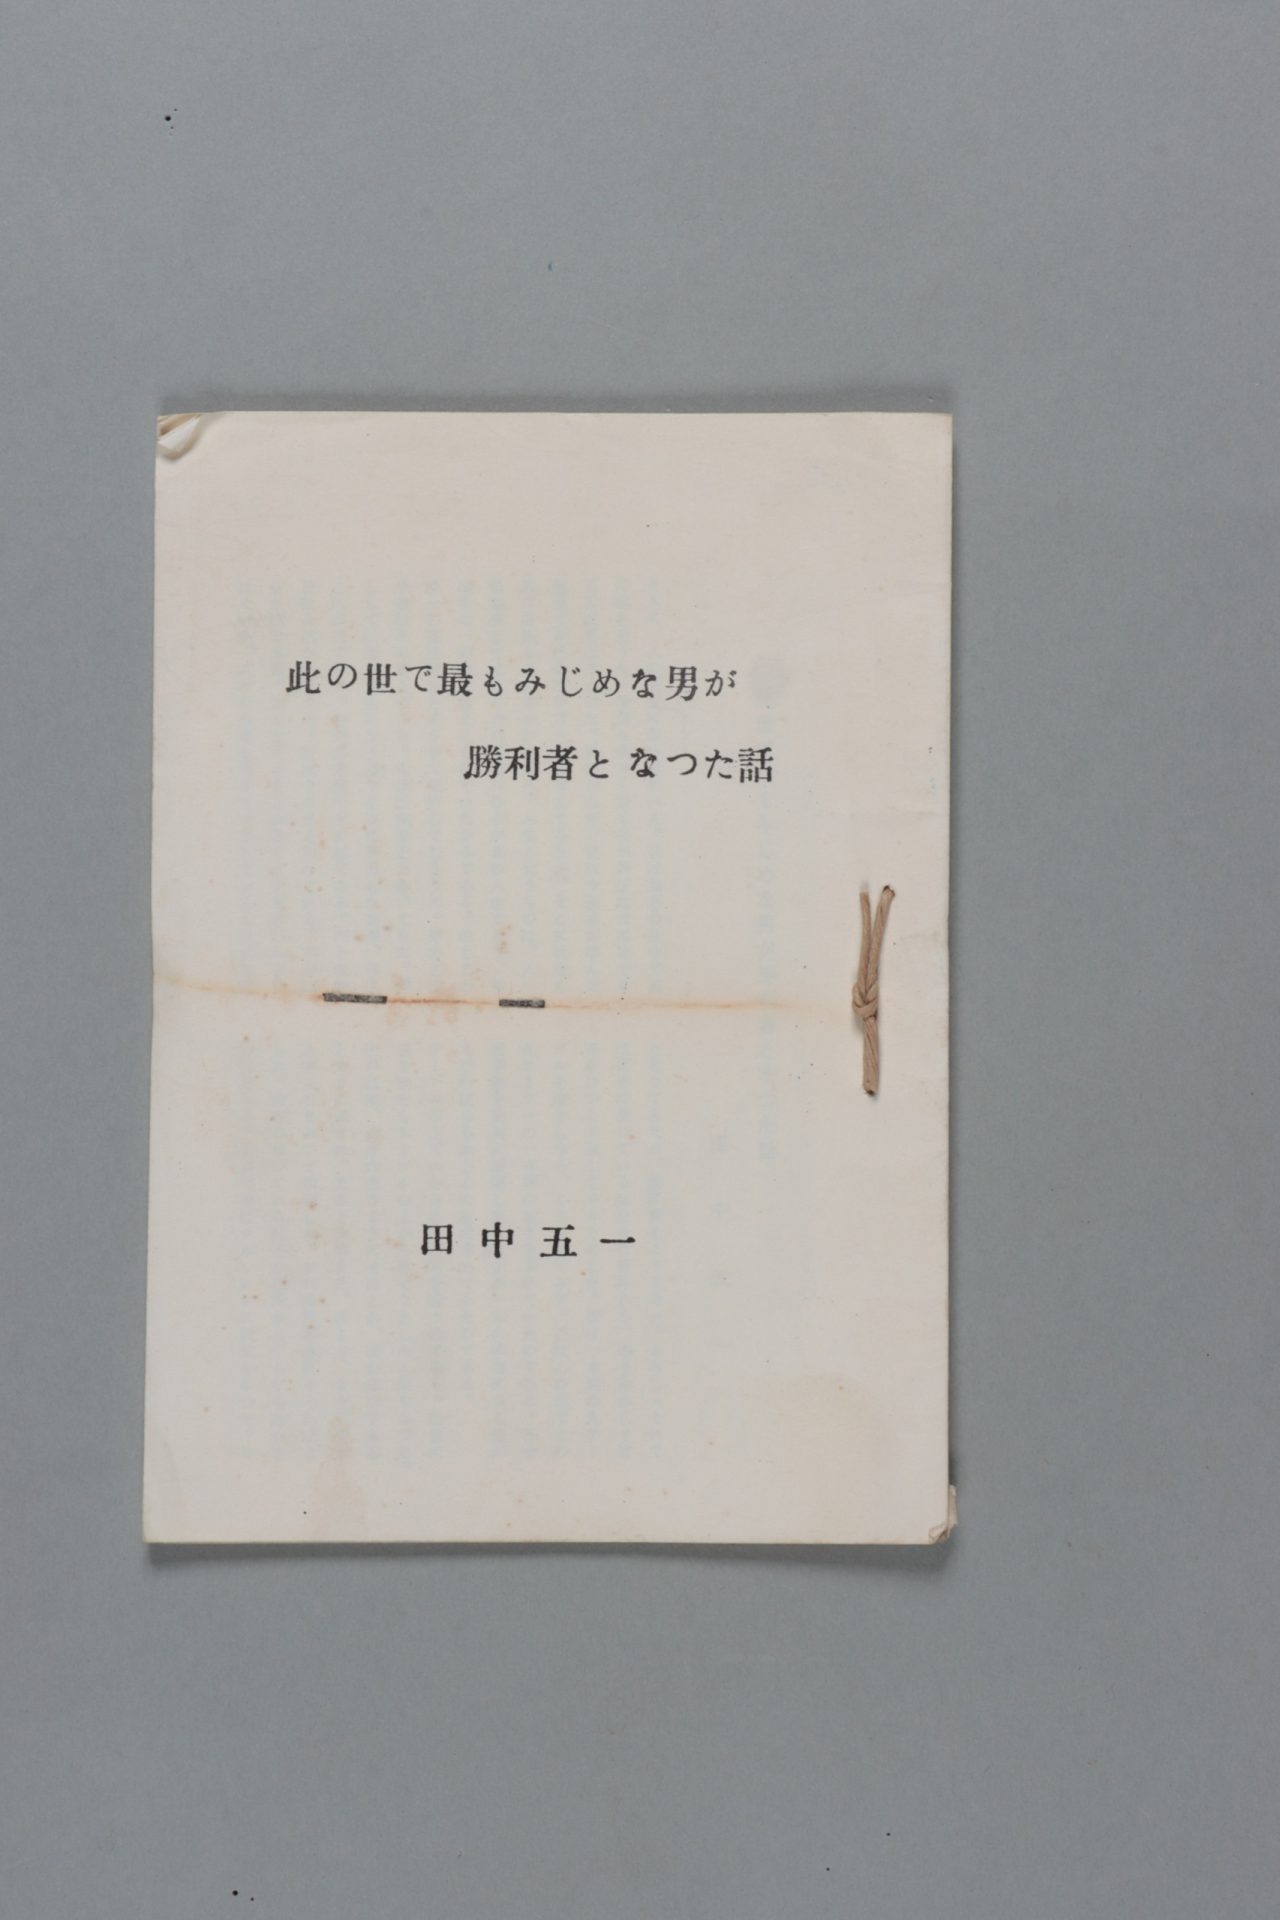 此の世で最もみじめな男が
勝利者となつた話
田中五一